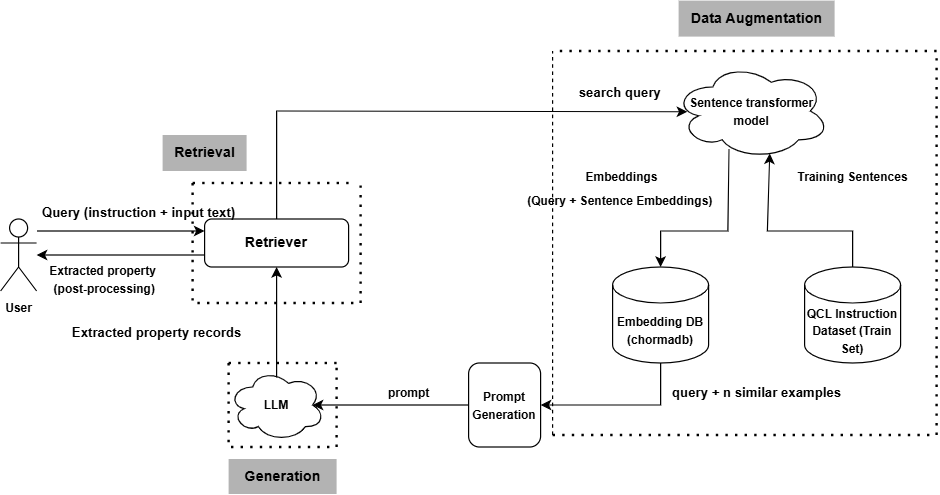 Data Augmentation
search query
Sentence transformer
model
Retrieval
Embeddings
(Query + Sentence Embeddings)
Training Sentences
Query (instruction + input text)
Retriever
Extracted property
(post-processing)
User
Embedding DB
(chormadb)
QCL Instruction
Dataset (Train
Set)
Extracted property records
LLM
prompt
Prompt
Generation
query + n similar examples
Generation